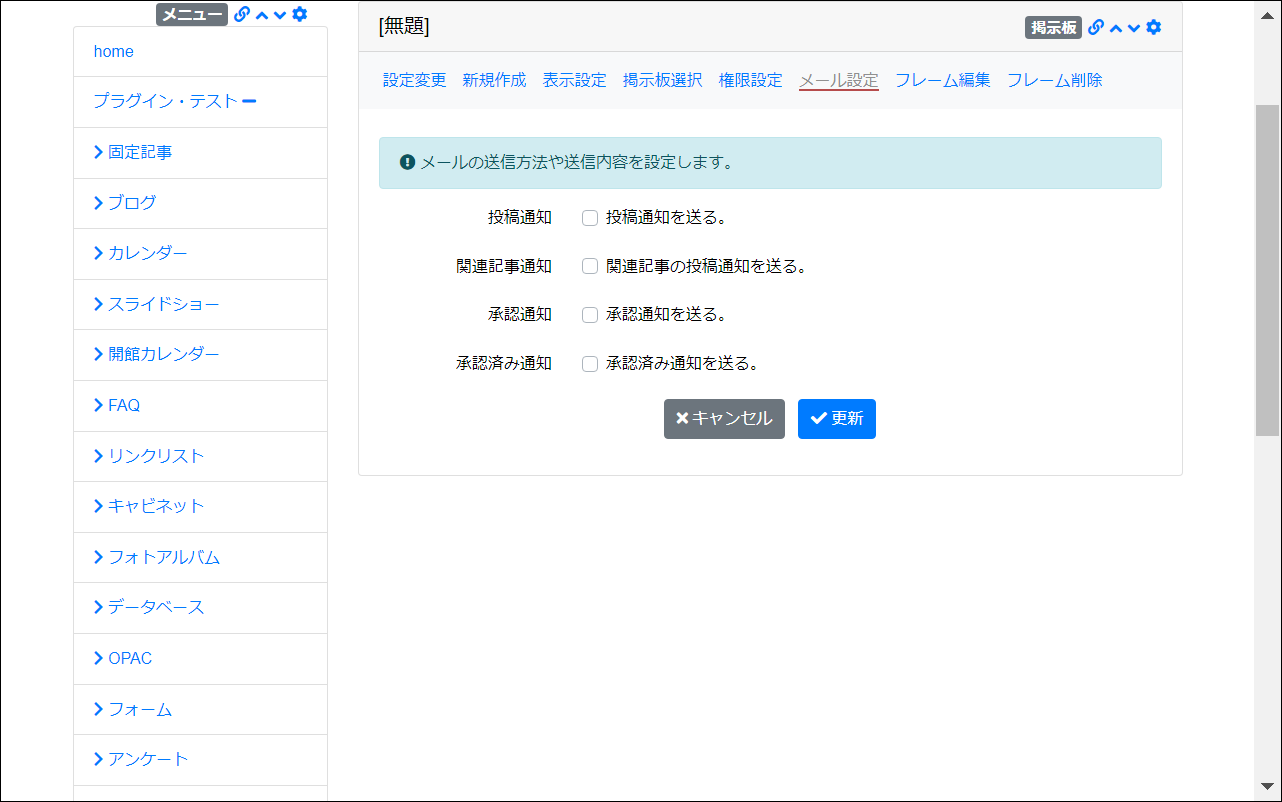 メニュー
home
プラグイン・テスト
固定記事
ブログ
カレンダー
スライドショー
開館カレンダー
FAQ
リンクリスト
キャビネット
フォトアルバム
データベース
OPAC
フォーム
アンケート
[無題]
掲示板
設定変更 新規作成 表示設定 掲示板選択 権限設定 メール設定 フレーム編集 フレーム削除
メールの送信方法や送信内容を設定します。
投稿通知 投稿通知を送る。
関連記事通知 関連記事の投稿通知を送る。
承認通知 承認通知を送る。
承認済み通知 承認済み通知を送る。
キャンセル 更新